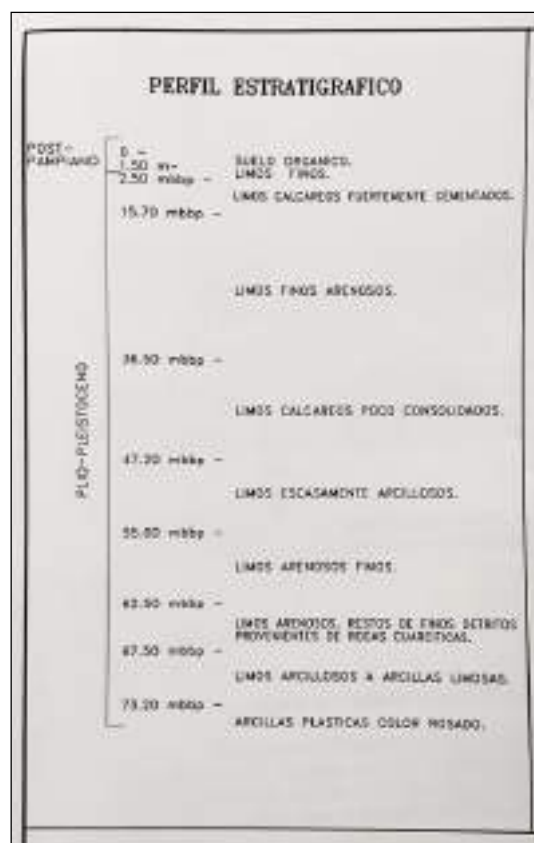 PERFIL ESTRATIGRAFICO
POST-
PAMPIANO
0 -
1.50 m-
SUELO ORGANICO.
LIMOS FINOS.
2.50 mbbp -
LIMOS CALCAREOS FUERTEMENTE CEMENTADOS.
15.70 mbbp -
LIMOS FINOS ARENOSOS.
36.50 mbbp -
LIMOS CALCAREOS POCO CONSOLIDADOS.
PLIO-PLEISTOCENO
47.20 mbbp -
LIMOS ESCASAMENTE ARCILLOSOS.
mbbp -
LIMOS ARENOSOS FINOS.
62.50 mbbp -
LIMOS ARENOSOS, RESTOS DE FINOS DETRITOS
PROVENIENTES DE ROCAS CUARCITICAS.
67.50 mbbp -
LIMOS ARCILLOSOS A ARCILLAS LIMOSAS.
73.20 mbbp -
ARCILLAS PLASTICAS COLOR ROSADO.